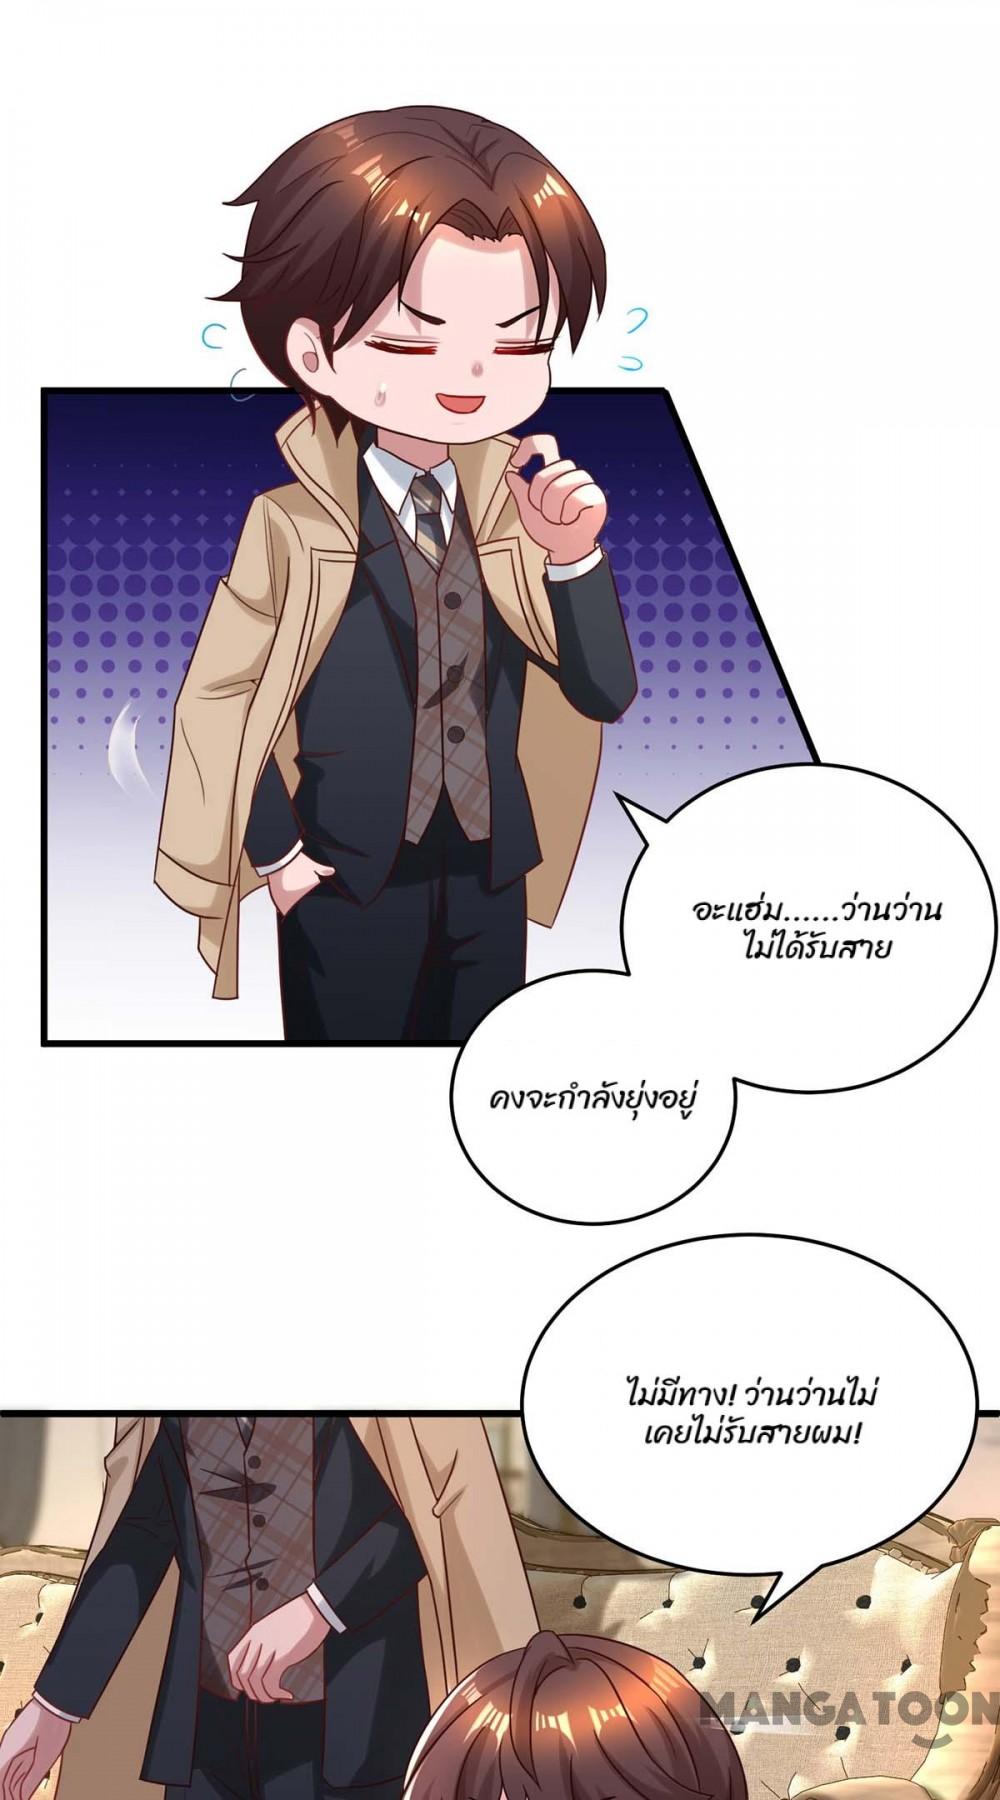 อะแฮ่ม......ว่านว่าน
ไม่ได้รับสาย
คงจะกำลังยุ่งอยู่
ไม่มีทาง! ว่านว่านไม่
เคยไม่รับสายผม!
MANGATOON